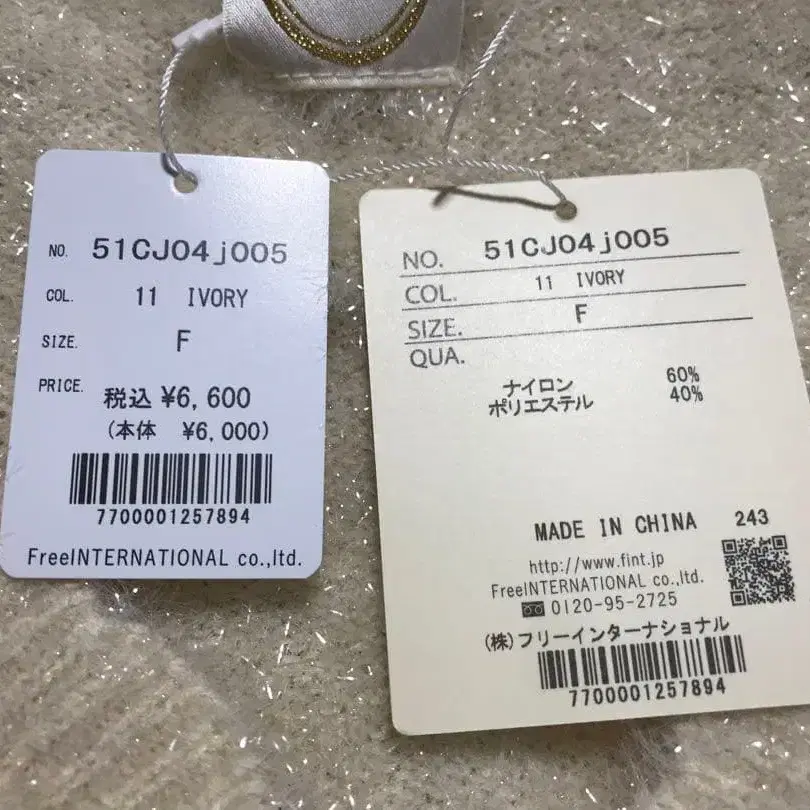 NO. 51CJ04j005
COL. 11 IVORY
SIZE. F
PRICE. 税込 ¥6,600
(本体 ¥6,000)
7700001257894
FreeINTERNATIONAL co.,ltd.
NO. 51CJ04j005
COL. 11 IVORY
SIZE. F
QUA.
ナイロン 60%
ポリエステル 40%
MADE IN CHINA 243
http://www.fint.jp
FreeINTERNATIONAL co.,ltd.
0120-95-2725
(株)フリーインターナショナル
7700001257894